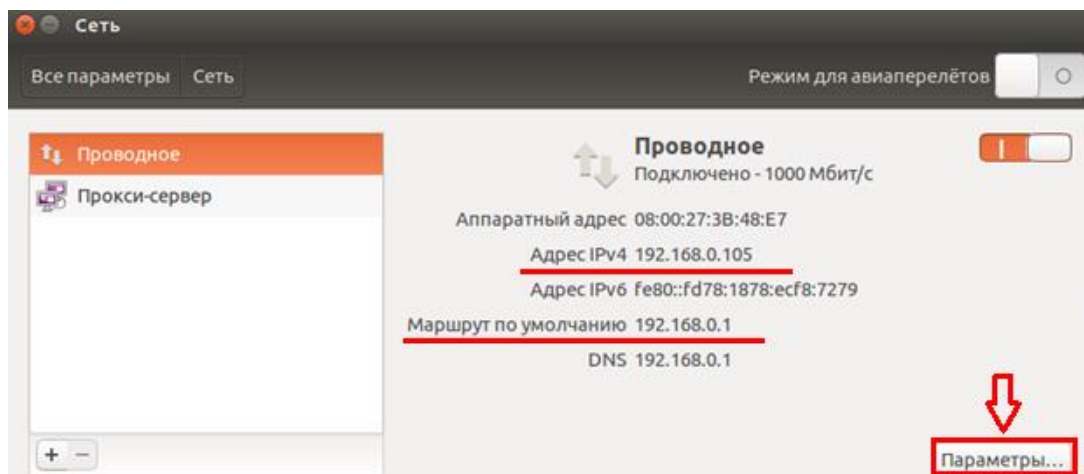 Сеть
Все параметры Сеть
Режим для авиаперелётов
Проводное
Прокси-сервер
Проводное
Подключено - 1000 Мбит/с
Аппаратный адрес 08:00:27:3B:48:E7
Адрес IPv4 192.168.0.105
Адрес IPv6 fe80::fd78:1878:ecf8:7279
Маршрут по умолчанию 192.168.0.1
DNS 192.168.0.1
Параметры...